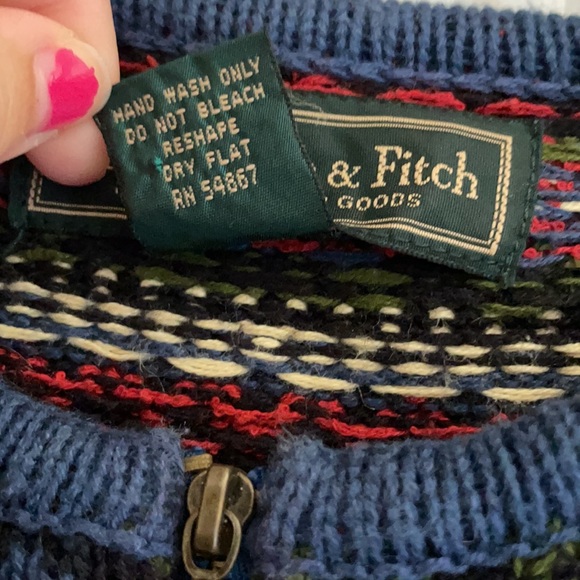 HAND WASH ONLY
DO NOT BLEACH
RESHAPE
DRY FLAT
RN 54867
& Fitch
GOODS